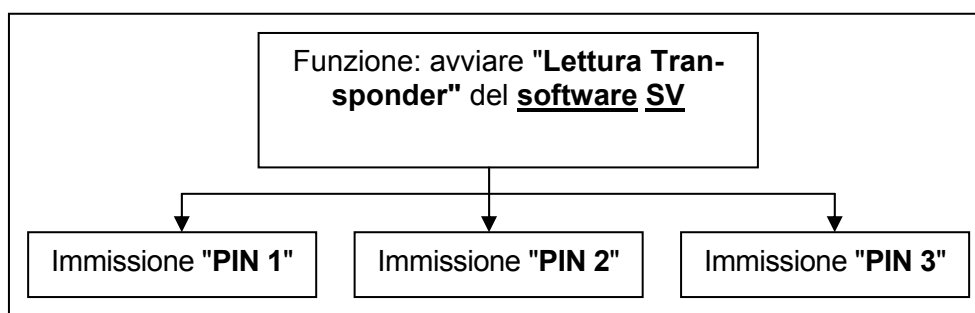 Funzione: avviare "Lettura Tran-
sponder" del software SV
Immissione "PIN 1"
Immissione "PIN 2"
Immissione "PIN 3"